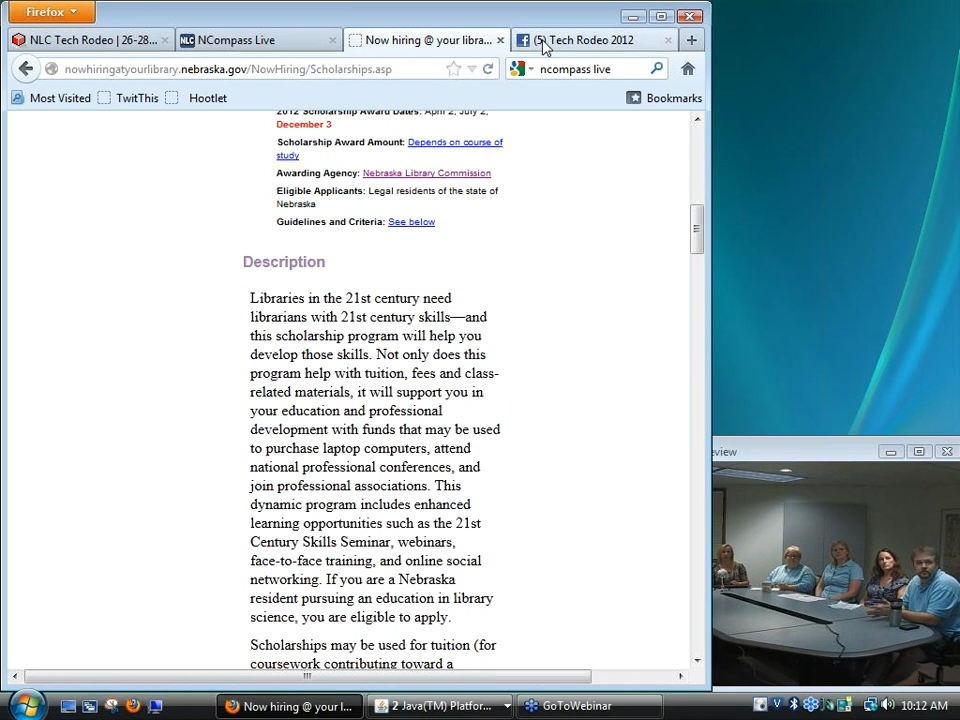 Firefox
NLC Tech Rodeo | 26-28...
NLC NCompass Live
Now hiring @ your libra...
(5) Tech Rodeo 2012
nowhiringatyourlibrary.nebraska.gov/NowHiring/Scholarships.asp
ncompass live
Most Visited
TwitThis
Hootlet
Bookmarks
2012 Scholarship Award Dates: April 2, July 2,
December 3
Scholarship Award Amount: Depends on course of
study
Awarding Agency: Nebraska Library Commission
Eligible Applicants: Legal residents of the state of
Nebraska
Guidelines and Criteria: See below
Description
Libraries in the 21st century need
librarians with 21st century skills—and
this scholarship program will help you
develop those skills. Not only does this
program help with tuition, fees and class-
related materials, it will support you in
your education and professional
development with funds that may be used
to purchase laptop computers, attend
national professional conferences, and
join professional associations. This
dynamic program includes enhanced
learning opportunities such as the 21st
Century Skills Seminar, webinars,
face-to-face training, and online social
networking. If you are a Nebraska
resident pursuing an education in library
science, you are eligible to apply.
Scholarships may be used for tuition (for
coursework contributing toward a
view
Now hiring @ your l...
2 Java(TM) Platfor...
GoToWebinar
10:12 AM